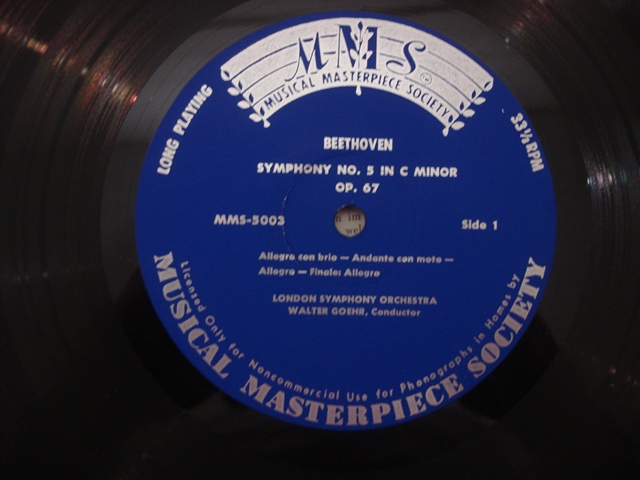 MMS
MUSICAL MASTERPIECE SOCIETY
LONG PLAYING
33⅓ RPM
BEETHOVEN
SYMPHONY NO. 5 IN C MINOR
OP. 67
MMS-5003
Side 1
n im
wel
Allegro con brio — Andante con moto —
Allegro — Finale: Allegro
LONDON SYMPHONY ORCHESTRA
WALTER GOEHR, Conductor
Licensed Only for Noncommercial Use for Phonographs in Homes by
MUSICAL MASTERPIECE SOCIETY